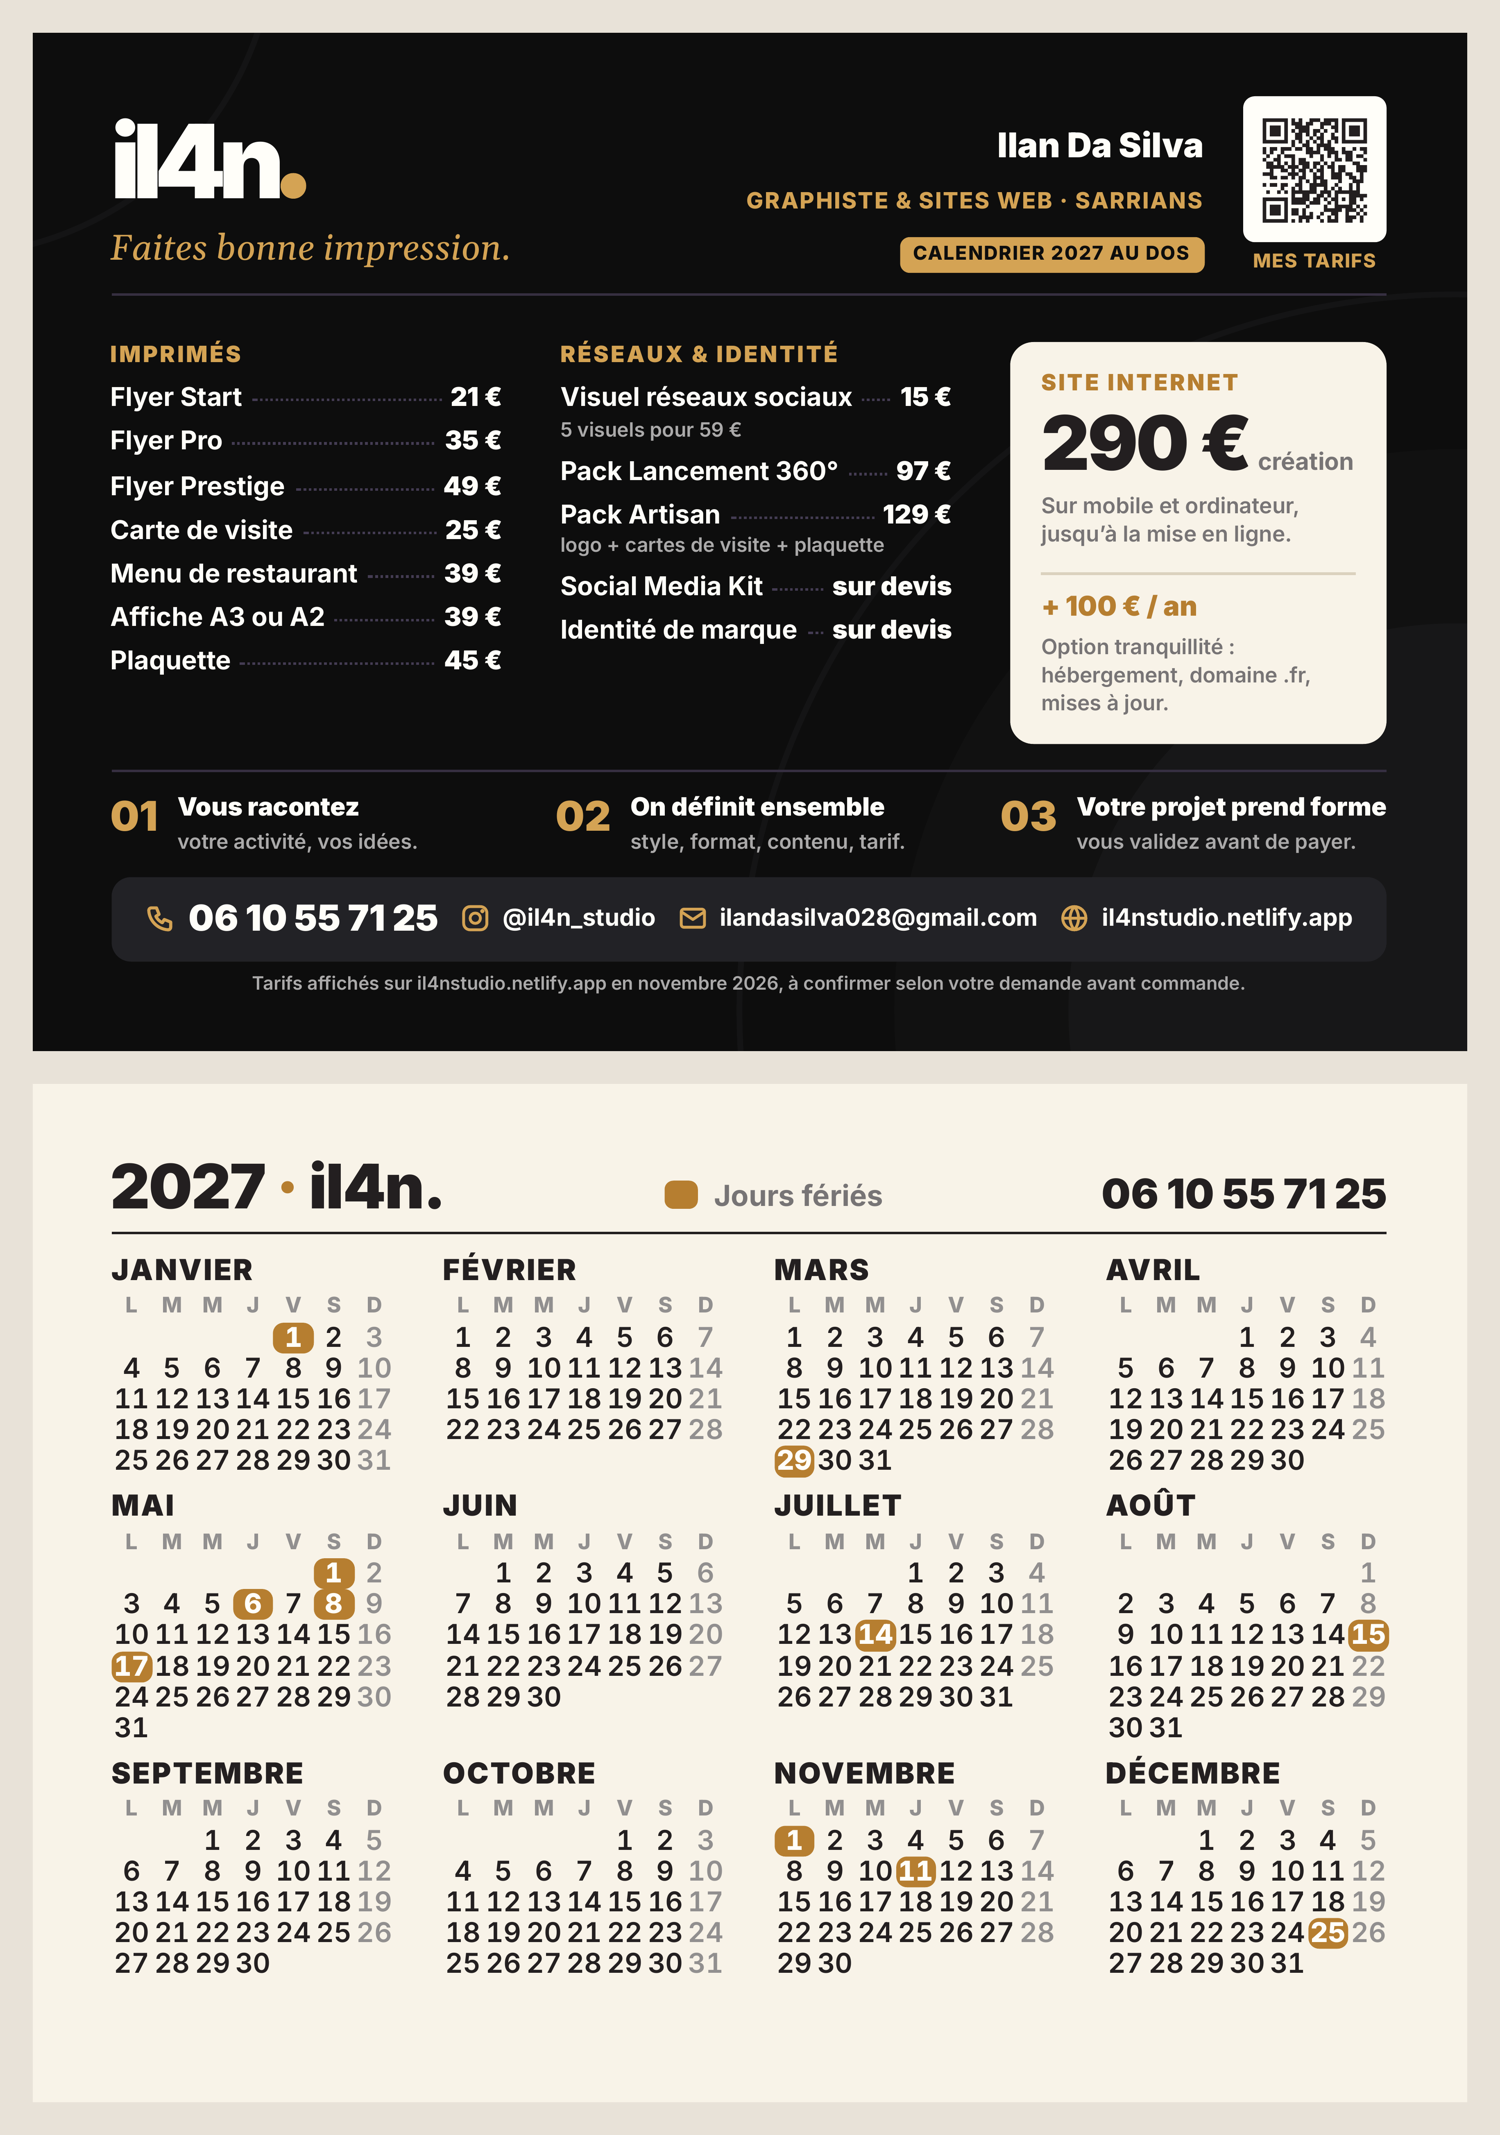 il4n.
Faites bonne impression.
Ilan Da Silva
GRAPHISTE & SITES WEB · SARRIANS
CALENDRIER 2027 AU DOS
MES TARIFS
IMPRIMÉS
Flyer Start 21 €
Flyer Pro 35 €
Flyer Prestige 49 €
Carte de visite 25 €
Menu de restaurant 39 €
Affiche A3 ou A2 39 €
Plaquette 45 €
RÉSEAUX & IDENTITÉ
Visuel réseaux sociaux 15 €
5 visuels pour 59 €
Pack Lancement 360° 97 €
Pack Artisan 129 €
logo + cartes de visite + plaquette
Social Media Kit sur devis
Identité de marque sur devis
SITE INTERNET
290 € création
Sur mobile et ordinateur,
jusqu’à la mise en ligne.
+ 100 € / an
Option tranquillité :
hébergement, domaine .fr,
mises à jour.
01 Vous racontez
votre activité, vos idées.
02 On définit ensemble
style, format, contenu, tarif.
03 Votre projet prend forme
vous validez avant de payer.
06 10 55 71 25 @il4n_studio ilandasilva028@gmail.com il4nstudio.netlify.app
Tarifs affichés sur il4nstudio.netlify.app en novembre 2026, à confirmer selon votre demande avant commande.
2027 · il4n.
Jours fériés
06 10 55 71 25
JANVIER
L M M J V S D
1 2 3
4 5 6 7 8 9 10
11 12 13 14 15 16 17
18 19 20 21 22 23 24
25 26 27 28 29 30 31
FÉVRIER
L M M J V S D
1 2 3 4 5 6 7
8 9 10 11 12 13 14
15 16 17 18 19 20 21
22 23 24 25 26 27 28
MARS
L M M J V S D
1 2 3 4 5 6 7
8 9 10 11 12 13 14
15 16 17 18 19 20 21
22 23 24 25 26 27 28
29 30 31
AVRIL
L M M J V S D
1 2 3 4
5 6 7 8 9 10 11
12 13 14 15 16 17 18
19 20 21 22 23 24 25
26 27 28 29 30
MAI
L M M J V S D
1 2
3 4 5 6 7 8 9
10 11 12 13 14 15 16
17 18 19 20 21 22 23
24 25 26 27 28 29 30
31
JUIN
L M M J V S D
1 2 3 4 5 6
7 8 9 10 11 12 13
14 15 16 17 18 19 20
21 22 23 24 25 26 27
28 29 30
JUILLET
L M M J V S D
1 2 3 4
5 6 7 8 9 10 11
12 13 14 15 16 17 18
19 20 21 22 23 24 25
26 27 28 29 30 31
AOÛT
L M M J V S D
1
2 3 4 5 6 7 8
9 10 11 12 13 14 15
16 17 18 19 20 21 22
23 24 25 26 27 28 29
30 31
SEPTEMBRE
L M M J V S D
1 2 3 4 5
6 7 8 9 10 11 12
13 14 15 16 17 18 19
20 21 22 23 24 25 26
27 28 29 30
OCTOBRE
L M M J V S D
1 2 3
4 5 6 7 8 9 10
11 12 13 14 15 16 17
18 19 20 21 22 23 24
25 26 27 28 29 30 31
NOVEMBRE
L M M J V S D
1 2 3 4 5 6 7
8 9 10 11 12 13 14
15 16 17 18 19 20 21
22 23 24 25 26 27 28
29 30
DÉCEMBRE
L M M J V S D
1 2 3 4 5
6 7 8 9 10 11 12
13 14 15 16 17 18 19
20 21 22 23 24 25 26
27 28 29 30 31